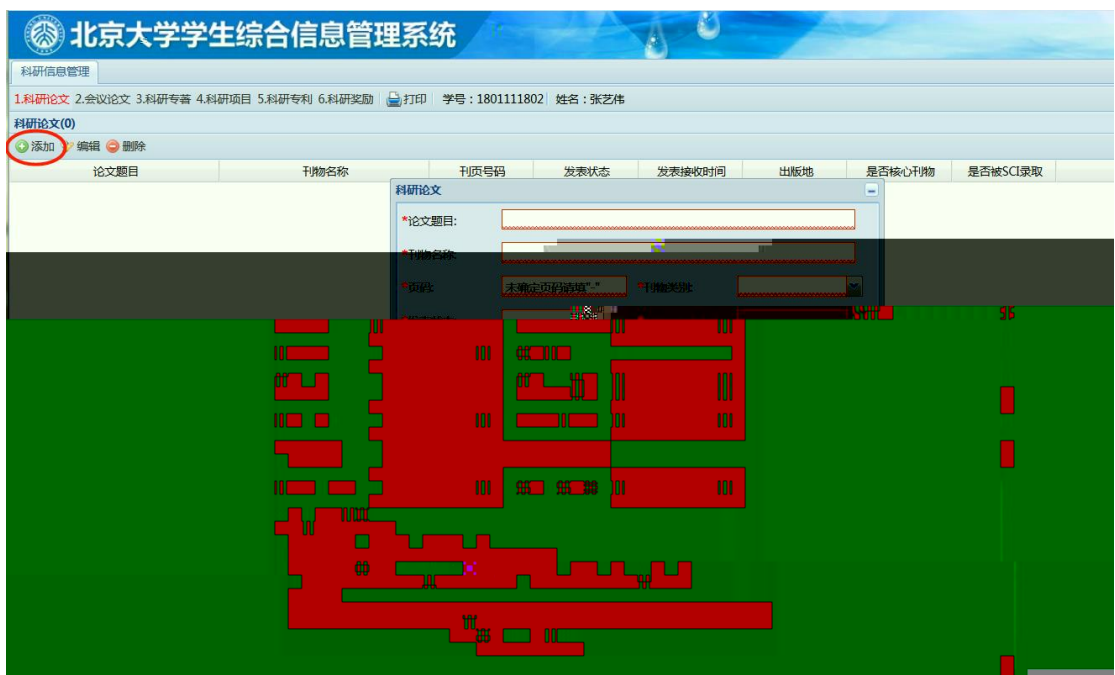 北京大学学生综合信息管理系统
科研信息管理
1.科研论文 2.会议论文 3.科研专著 4.科研项目 5.科研专利 6.科研奖励 打印 学号：1801111802 姓名：张艺伟
科研论文(0)
添加 编辑 删除
论文题目 刊物名称 刊页号码 发表状态 发表接收时间 出版地 是否核心刊物 是否被SCI录取
科研论文
*论文题目:
*刊物名称:
*页码: 未确定页码请填"-" *刊物类别: